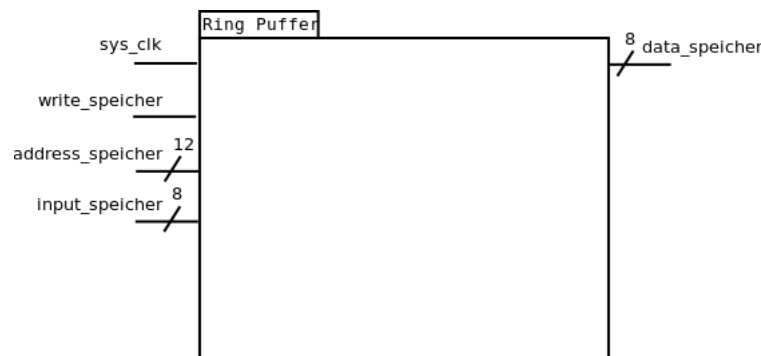 Ring Puffer
sys_clk
8
data_speicher
write_speicher
12
address_speicher
8
input_speicher